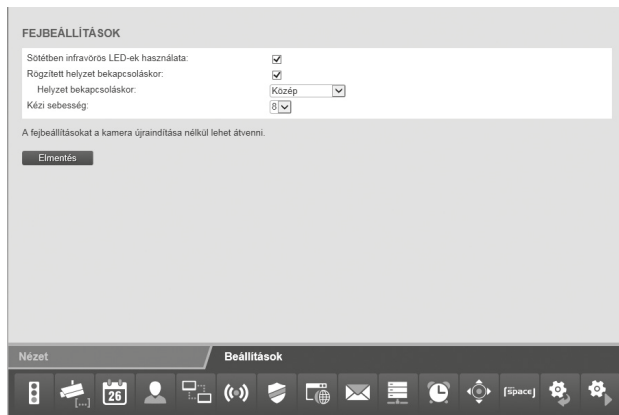 FEJBEÁLLÍTÁSOK
Sötétben infravörös LED-ek használata:
Rögzített helyzet bekapcsoláskor:
Helyzet bekapcsoláskor: Közép
Kézi sebesség: 8
A fejbeállításokat a kamera újraindítása nélkül lehet átvenni.
Elmentés
Nézet Beállítások
[...] 26 [space]